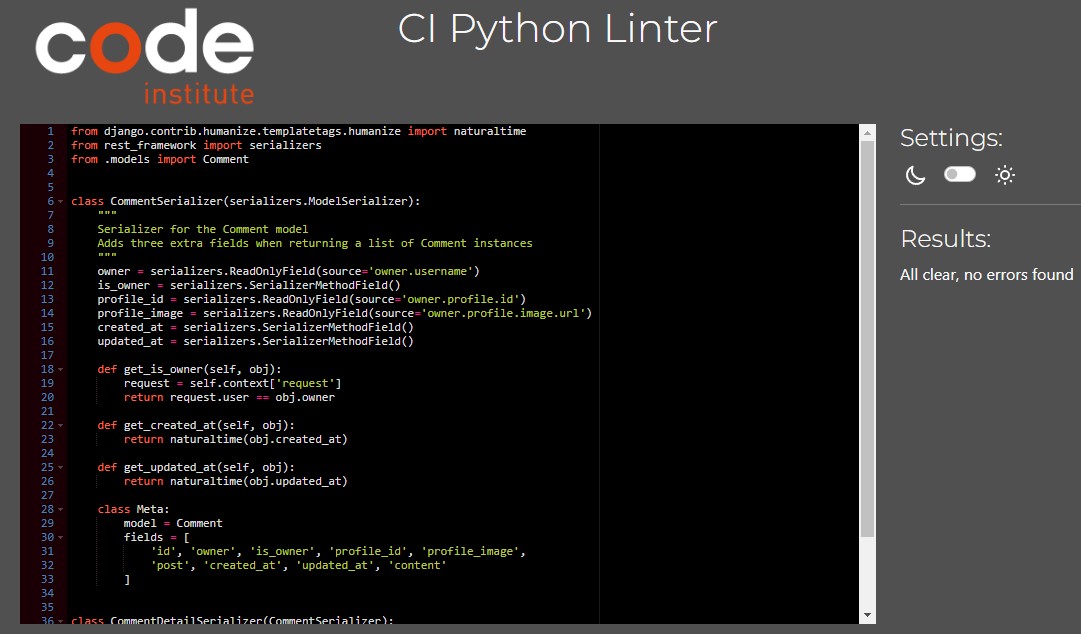 code
institute
CI Python Linter
1 from django.contrib.humanize.templatetags.humanize import naturaltime
2 from rest_framework import serializers
3 from .models import Comment
4
5
6 class CommentSerializer(serializers.ModelSerializer):
7     """
8     Serializer for the Comment model
9     Adds three extra fields when returning a list of Comment instances
10     """
11     owner = serializers.ReadOnlyField(source='owner.username')
12     is_owner = serializers.SerializerMethodField()
13     profile_id = serializers.ReadOnlyField(source='owner.profile.id')
14     profile_image = serializers.ReadOnlyField(source='owner.profile.image.url')
15     created_at = serializers.SerializerMethodField()
16     updated_at = serializers.SerializerMethodField()
17
18     def get_is_owner(self, obj):
19         request = self.context['request']
20         return request.user == obj.owner
21
22     def get_created_at(self, obj):
23         return naturaltime(obj.created_at)
24
25     def get_updated_at(self, obj):
26         return naturaltime(obj.updated_at)
27
28     class Meta:
29         model = Comment
30         fields = [
31             'id', 'owner', 'is_owner', 'profile_id', 'profile_image',
32             'post', 'created_at', 'updated_at', 'content'
33         ]
34
35
36 class CommentDetailSerializer(CommentSerializer):
Settings:
Results:
All clear, no errors found